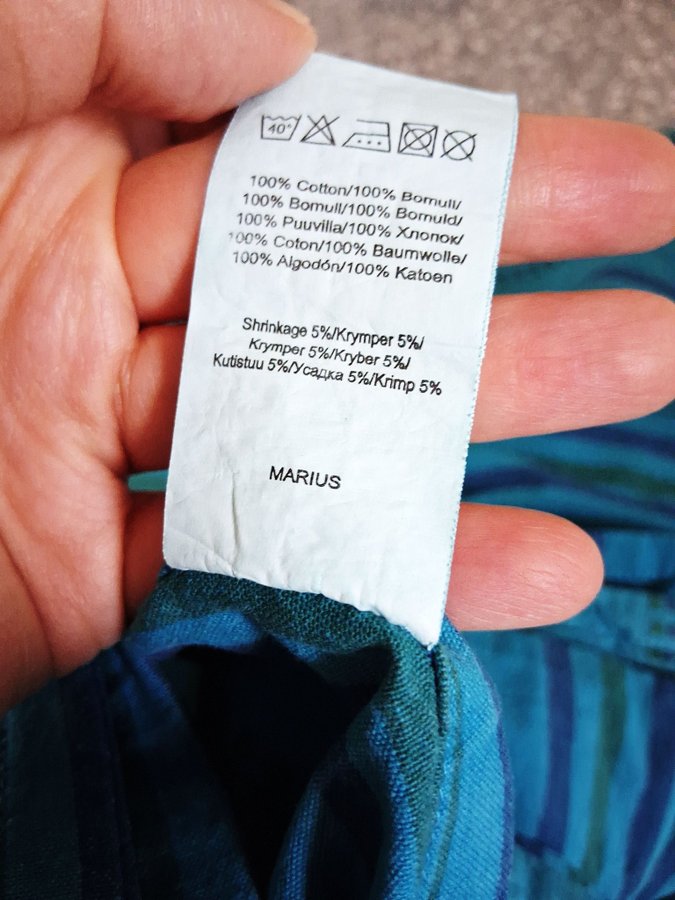 40°
100% Cotton/100% Bomull/
100% Bomull/100% Bomuld/
100% Puuvilla/100% Хлопок/
100% Coton/100% Baumwolle/
100% Algodón/100% Katoen
Shrinkage 5%/Krymper 5%/
Krymper 5%/Kryber 5%/
Kutistuu 5%/Усадка 5%/Krimp 5%
MARIUS